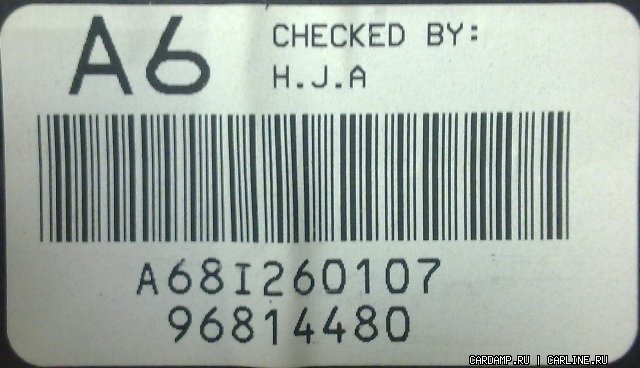 A6
CHECKED BY:
H.J.A
A68I260107
96814480
CARDAMP.RU | CARLINE.RU